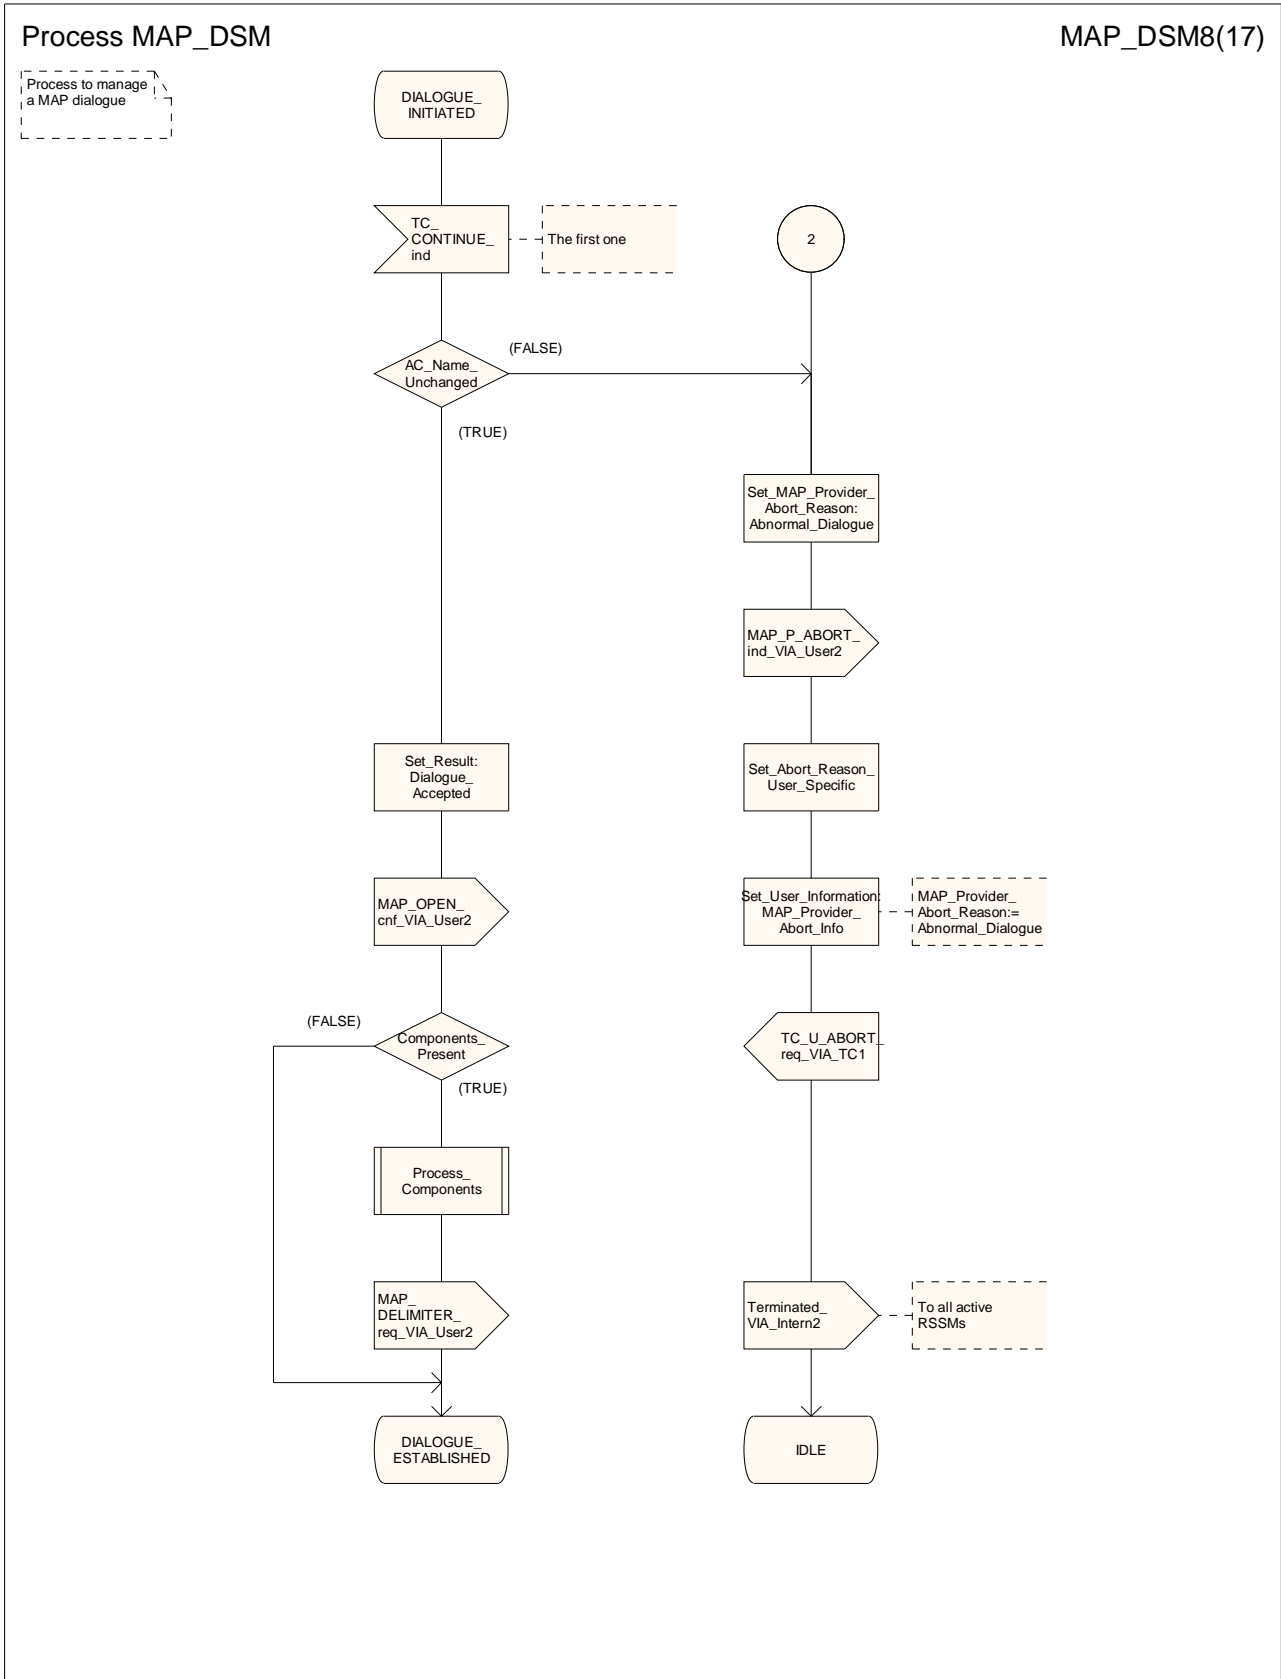 Process MAP_DSM
MAP_DSM8(17)
Process to manage
a MAP dialogue
DIALOGUE_
INITIATED
TC_
CONTINUE_
ind
The first one
2
AC_Name_
Unchanged
(FALSE)
(TRUE)
Set_MAP_Provider_
Abort_Reason:
Abnormal_Dialogue
MAP_P_ABORT_
ind_VIA_User2
Set_Result:
Dialogue_
Accepted
Set_Abort_Reason_
User_Specific
MAP_OPEN_
cnf_VIA_User2
Set_User_Information:
MAP_Provider_
Abort_Info
MAP_Provider_
Abort_Reason:=
Abnormal_Dialogue
(FALSE)
Components_
Present
(TRUE)
TC_U_ABORT_
req_VIA_TC1
Process_
Components
MAP_
DELIMITER_
req_VIA_User2
Terminated_
VIA_Intern2
To all active
RSSMs
DIALOGUE_
ESTABLISHED
IDLE